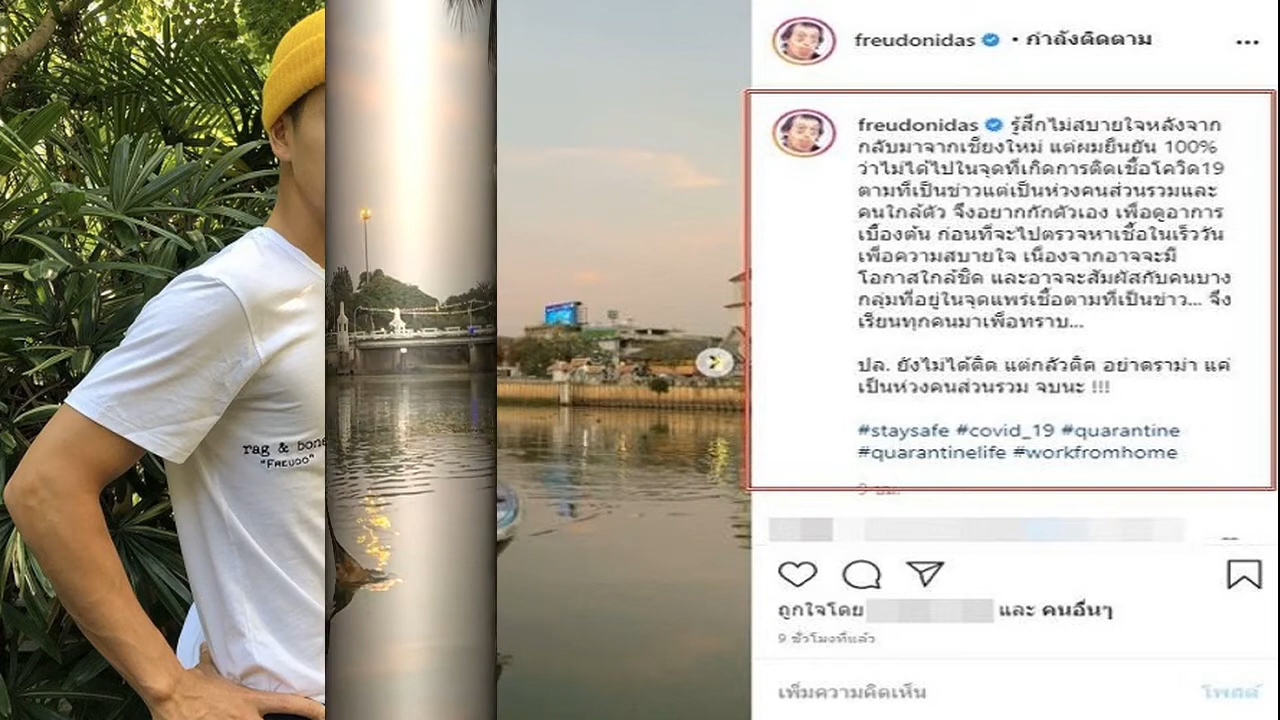 rag & bone
"FREUDO"
freudonidas • กำลังติดตาม
freudonidas รู้สึกไม่สบายใจหลังจาก
กลับมาจากเชียงใหม่ แต่ผมยืนยัน 100%
ว่าไม่ได้ไปในจุดที่เกิดการติดเชื้อโควิด19
ตามที่เป็นข่าวแต่เป็นห่วงคนส่วนรวมและ
คนใกล้ตัว จึงอยากกักตัวเอง เพื่อดูอาการ
เบื้องต้น ก่อนที่จะไปตรวจหาเชื้อในเร็ววัน
เพื่อความสบายใจ เนื่องจากอาจจะมี
โอกาสใกล้ชิด และอาจจะสัมผัสกับคนบาง
กลุ่มที่อยู่ในจุดแพร่เชื้อตามที่เป็นข่าว... จึง
เรียนทุกคนมาเพื่อทราบ...
ปล. ยังไม่ได้ติด แต่กลัวติด อย่าดราม่า แค่
เป็นห่วงคนส่วนรวม จบนะ !!!
#staysafe #covid_19 #quarantine
#quarantinelife #workfromhome
ถูกใจโดย และ คนอื่นๆ
9 ชั่วโมงที่แล้ว
เพิ่มความคิดเห็น
โพสต์